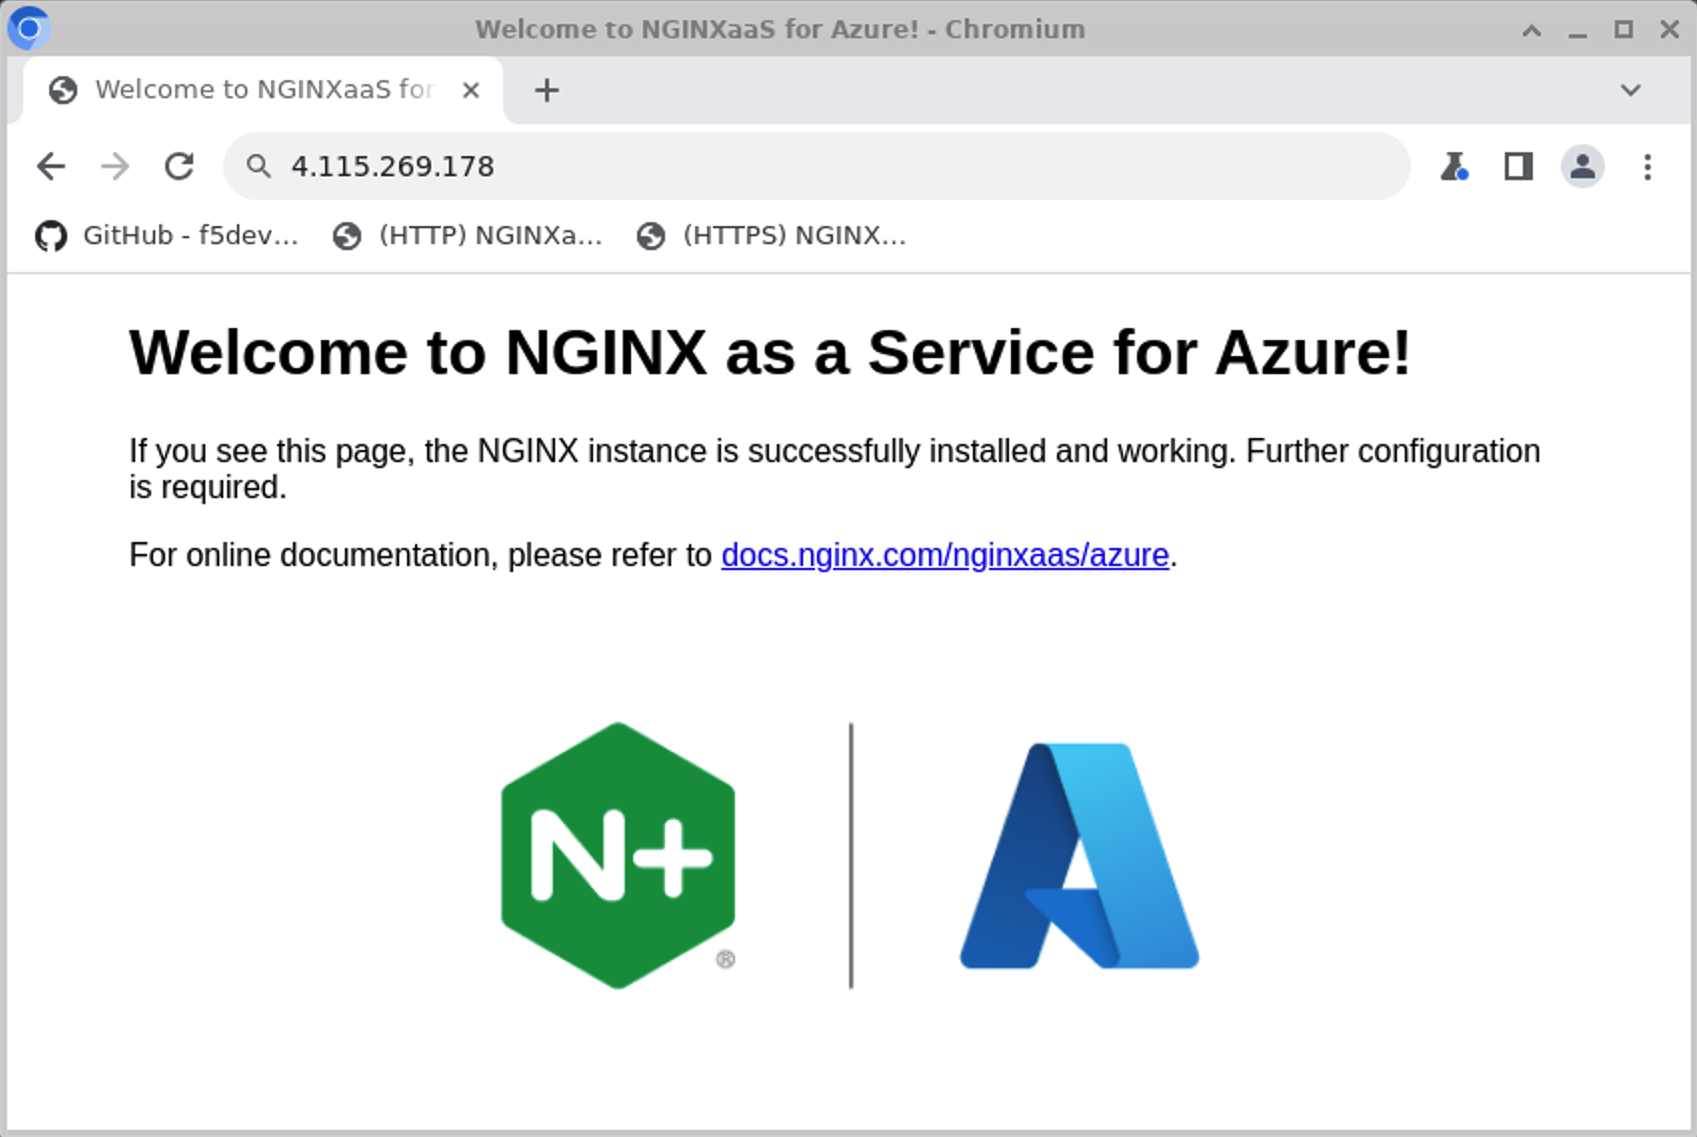 Welcome to NGINXaaS for Azure! - Chromium
Welcome to NGINXaaS for
4.115.269.178
GitHub - f5dev... (HTTP) NGINXa... (HTTPS) NGINX...
Welcome to NGINX as a Service for Azure!
If you see this page, the NGINX instance is successfully installed and working. Further configuration
is required.
For online documentation, please refer to docs.nginx.com/nginxaas/azure.
N+
®